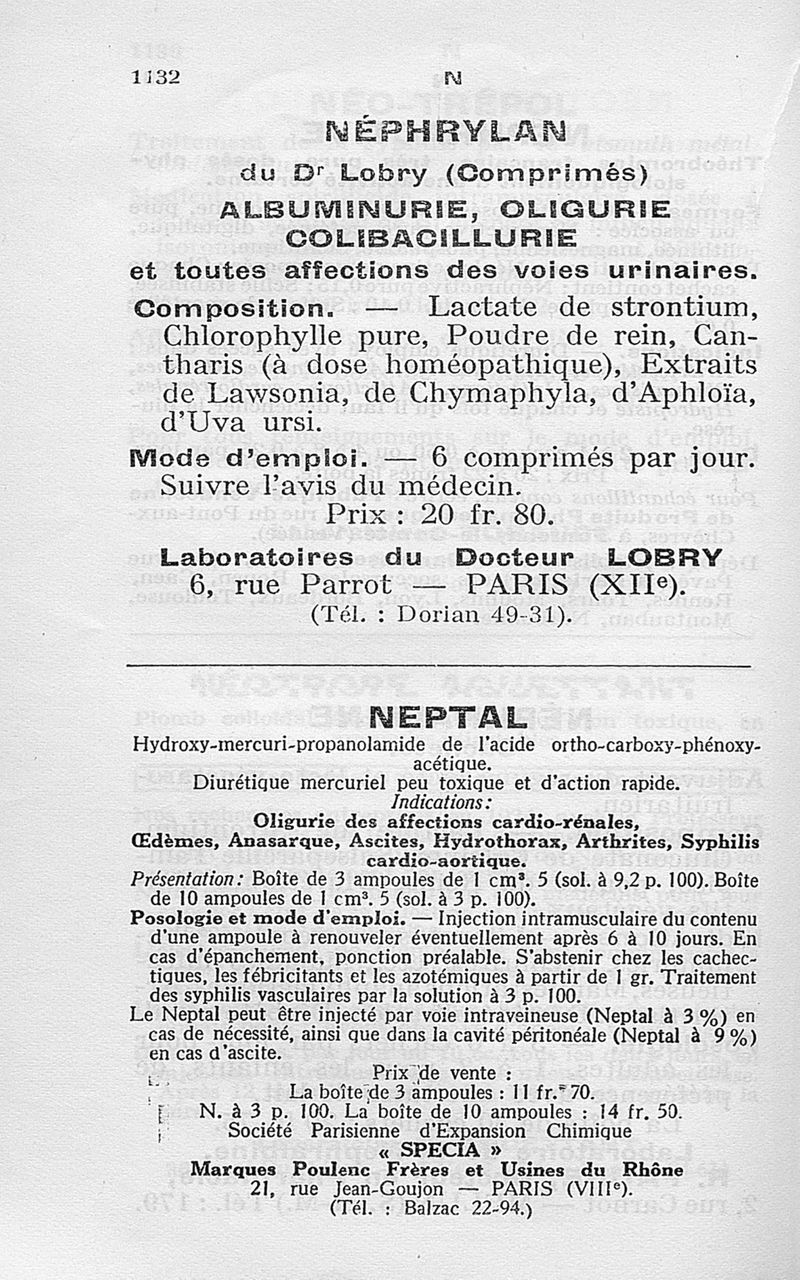 1132
N
NÉPHRYLAN
du Dr Lobry (Comprimés)
ALBUMINURIE, OLIGURIE
COLIBACILLURIE
et toutes affections des voies urinaires.
Composition. — Lactate de strontium,
Chlorophylle pure, Poudre de rein, Can-
tharis (à dose homéopathique), Extraits
de Lawsonia, de Chymaphyla, d'Aphloïa,
d'Uva ursi.
Mode d'emploi. — 6 comprimés par jour.
Suivre l'avis du médecin.
Prix : 20 fr. 80.
Laboratoires du Docteur LOBRY
6, rue Parrot — PARIS (XIIe).
(Tél. : Dorian 49-31).
NEPTAL
Hydroxy-mercuri-propanolamide de l'acide ortho-carboxy-phénoxy-
acétique.
Diurétique mercuriel peu toxique et d'action rapide.
Indications :
Oligurie des affections cardio-rénales,
Œdèmes, Anasarque, Ascites, Hydrothorax, Arthrites, Syphilis
cardio-aortique.
Présentation : Boîte de 3 ampoules de 1 cm³. 5 (sol. à 9,2 p. 100). Boîte
de 10 ampoules de 1 cm³. 5 (sol. à 3 p. 100).
Posologie et mode d'emploi. — Injection intramusculaire du contenu
d'une ampoule à renouveler éventuellement après 6 à 10 jours. En
cas d'épanchement, ponction préalable. S'abstenir chez les cachec-
tiques, les fébricitants et les azotémiques à partir de 1 gr. Traitement
des syphilis vasculaires par la solution à 3 p. 100.
Le Neptal peut être injecté par voie intraveineuse (Neptal à 3 %) en
cas de nécessité, ainsi que dans la cavité péritonéale (Neptal à 9 %)
en cas d'ascite.
Prix de vente :
La boîte de 3 ampoules : 11 fr. 70.
N. à 3 p. 100. La boîte de 10 ampoules : 14 fr. 50.
Société Parisienne d'Expansion Chimique
« SPECIA »
Marques Poulenc Frères et Usines du Rhône
21, rue Jean-Goujon — PARIS (VIIIe).
(Tél. : Balzac 22-94.)